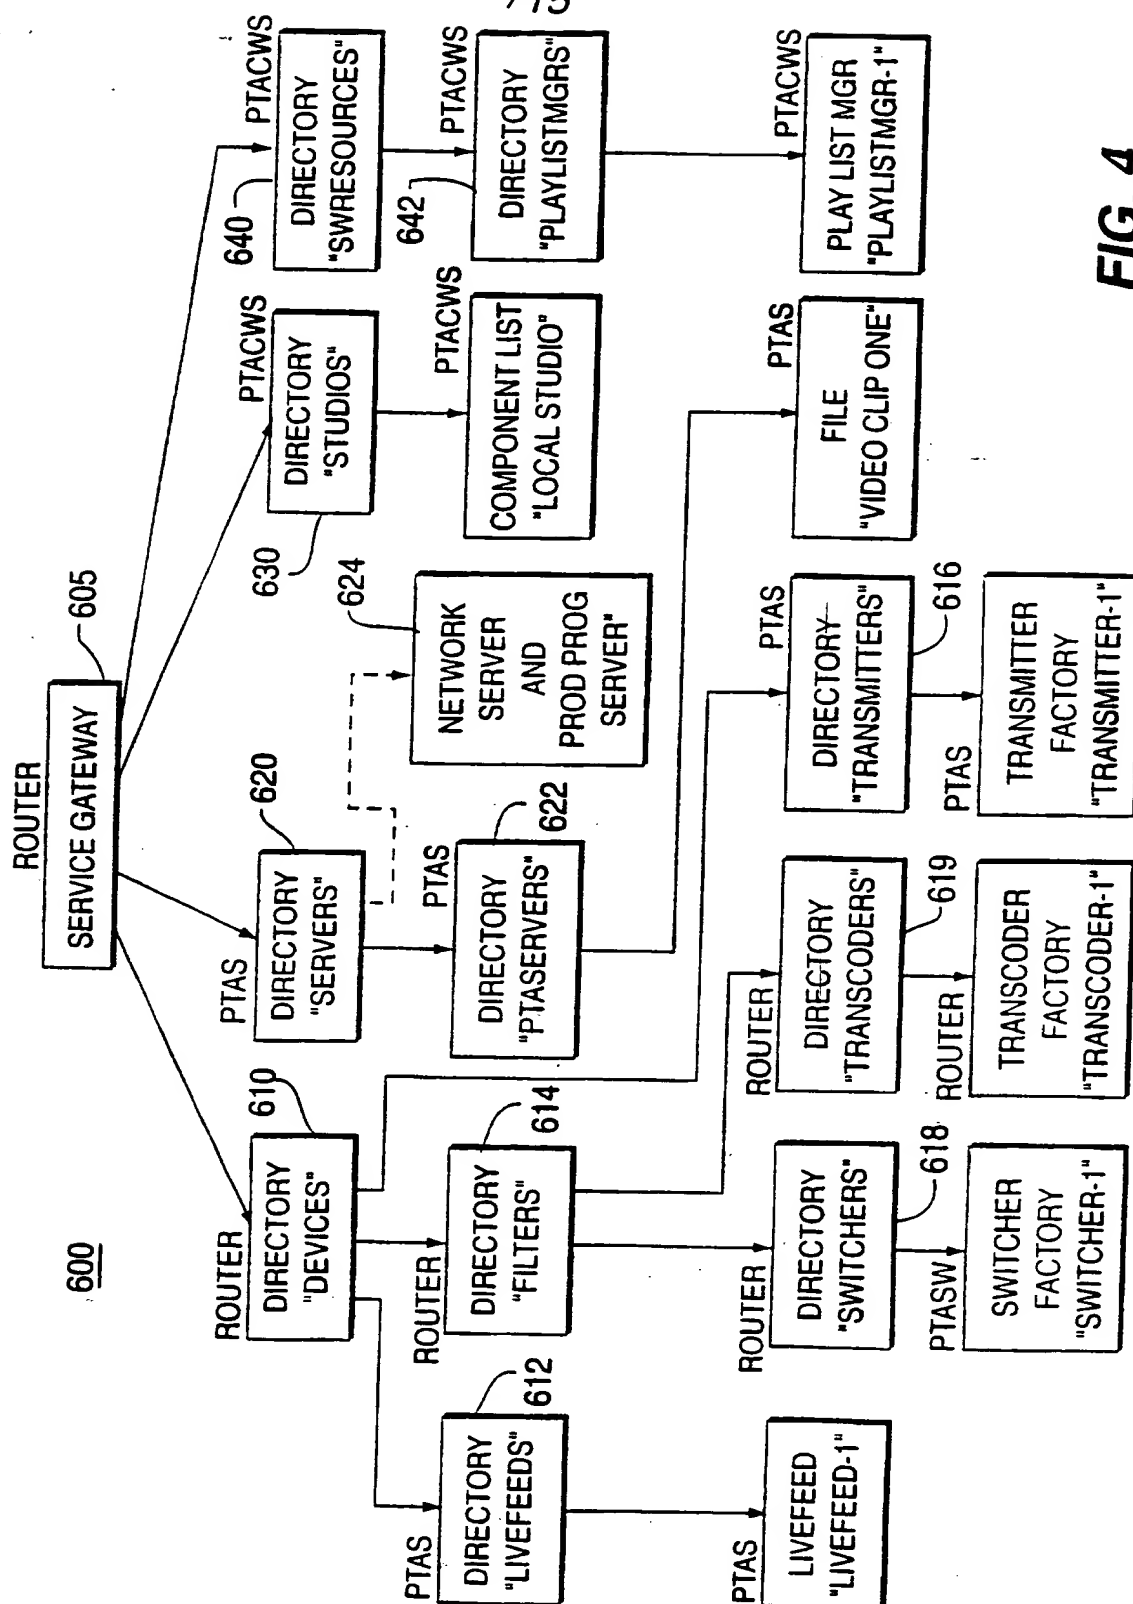 715
600
ROUTER
SERVICE GATEWAY
605
ROUTER
DIRECTORY
"DEVICES"
610
PTAS
DIRECTORY
"SERVERS"
620
DIRECTORY
"STUDIOS"
PTACWS
630
DIRECTORY
"SWRESOURCES"
PTACWS
640
PTAS
DIRECTORY
"LIVEFEEDS"
612
ROUTER
DIRECTORY
"FILTERS"
614
DIRECTORY
"PTASERVERS"
PTAS
622
NETWORK
SERVER
AND
PROD PROG
SERVER"
624
COMPONENT LIST
"LOCAL STUDIO"
PTACWS
DIRECTORY
"PLAYLISTMGRS"
PTACWS
642
PTAS
LIVEFEED
"LIVEFEED-1"
ROUTER
DIRECTORY
"SWITCHERS"
618
ROUTER
DIRECTORY
"TRANSCODERS"
619
DIRECTORY
"TRANSMITTERS"
PTAS
616
FILE
"VIDEO CLIP ONE"
PTAS
PLAY LIST MGR
"PLAYLISTMGR-1"
PTACWS
PTASW
SWITCHER
FACTORY
"SWITCHER-1"
ROUTER
TRANSCODER
FACTORY
"TRANSCODER-1"
PTAS
TRANSMITTER
FACTORY
"TRANSMITTER-1"
FIG. 4